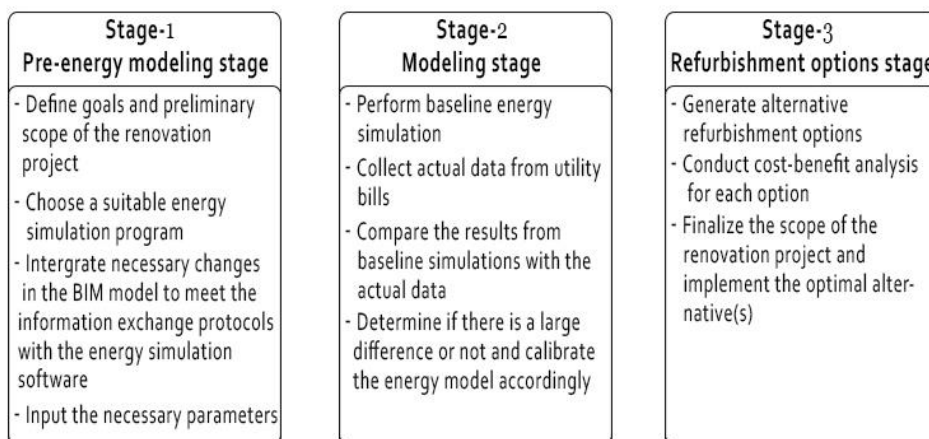 Stage-1
Pre-energy modeling stage
- Define goals and preliminary
scope of the renovation
project
- Choose a suitable energy
simulation program
- Intergrate necessary changes
in the BIM model to meet the
information exchange protocols
with the energy simulation
software
- Input the necessary parameters
Stage-2
Modeling stage
- Perform baseline energy
simulation
- Collect actual data from utility
bills
- Compare the results from
baseline simulations with the
actual data
- Determine if there is a large
difference or not and calibrate
the energy model accordingly
Stage-3
Refurbishment options stage
- Generate alternative
refurbishment options
- Conduct cost-benefit analysis
for each option
- Finalize the scope of the
renovation project and
implement the optimal alter-
native(s)